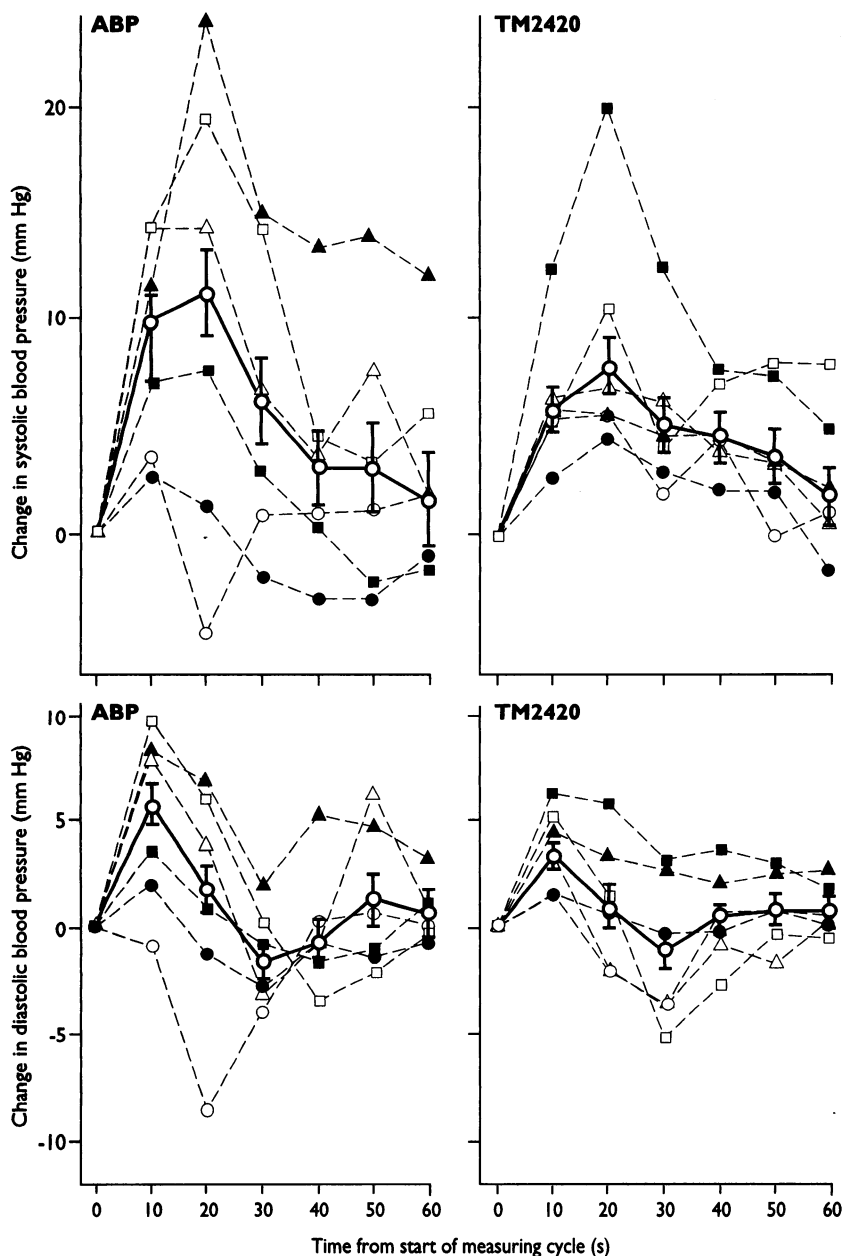 ABP
TM2420
20
10
0
Change in systolic blood pressure (mm Hg)
ABP
TM2420
10
5
0
-5
-10
Change in diastolic blood pressure (mm Hg)
0 10 20 30 40 50 60
0 10 20 30 40 50 60
Time from start of measuring cycle (s)